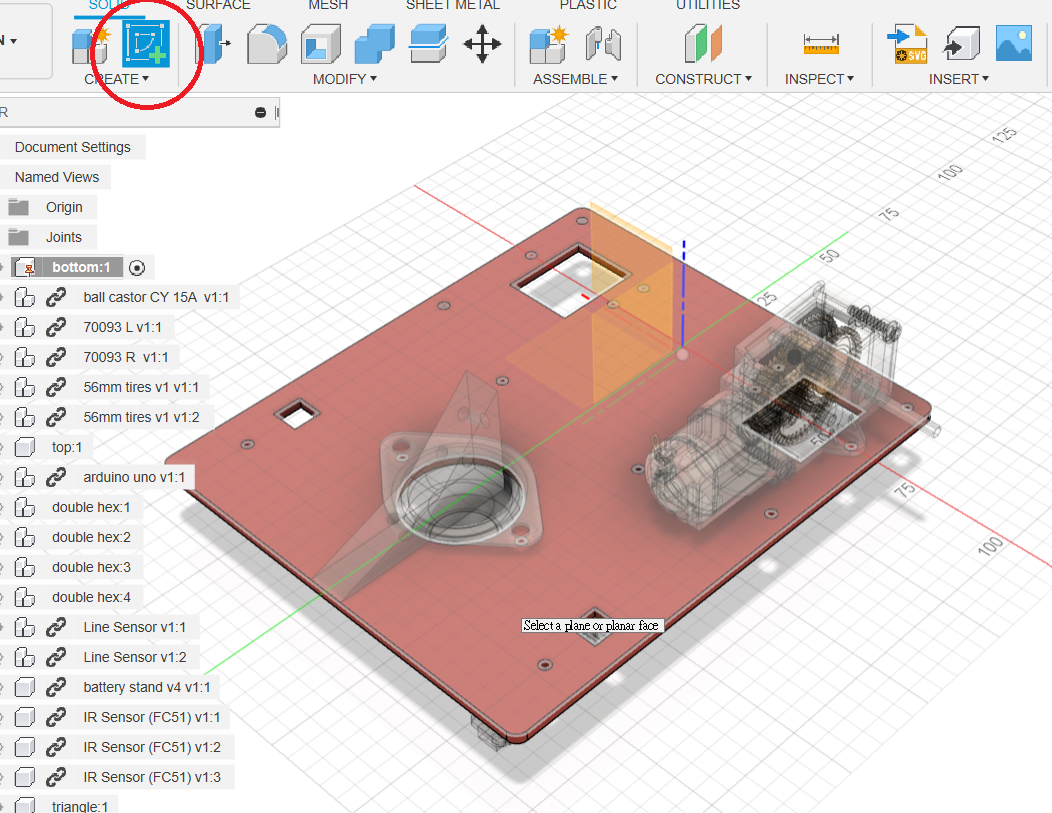 SOLID SURFACE MESH SHEET METAL PLASTIC UTILITIES
N
SVG
CREATE MODIFY ASSEMBLE CONSTRUCT INSPECT INSERT
R
Document Settings
Named Views
Origin
Joints
bottom:1
ball castor CY 15A v1:1
70093 L v1:1
70093 R v1:1
56mm tires v1 v1:1
56mm tires v1 v1:2
top:1
arduino uno v1:1
double hex:1
double hex:2
double hex:3
double hex:4
Line Sensor v1:1
Line Sensor v1:2
battery stand v4 v1:1
IR Sensor (FC51) v1:1
IR Sensor (FC51) v1:2
IR Sensor (FC51) v1:3
triangle:1
125
100
75
50
25
50
75
100
Select a plane or planar face